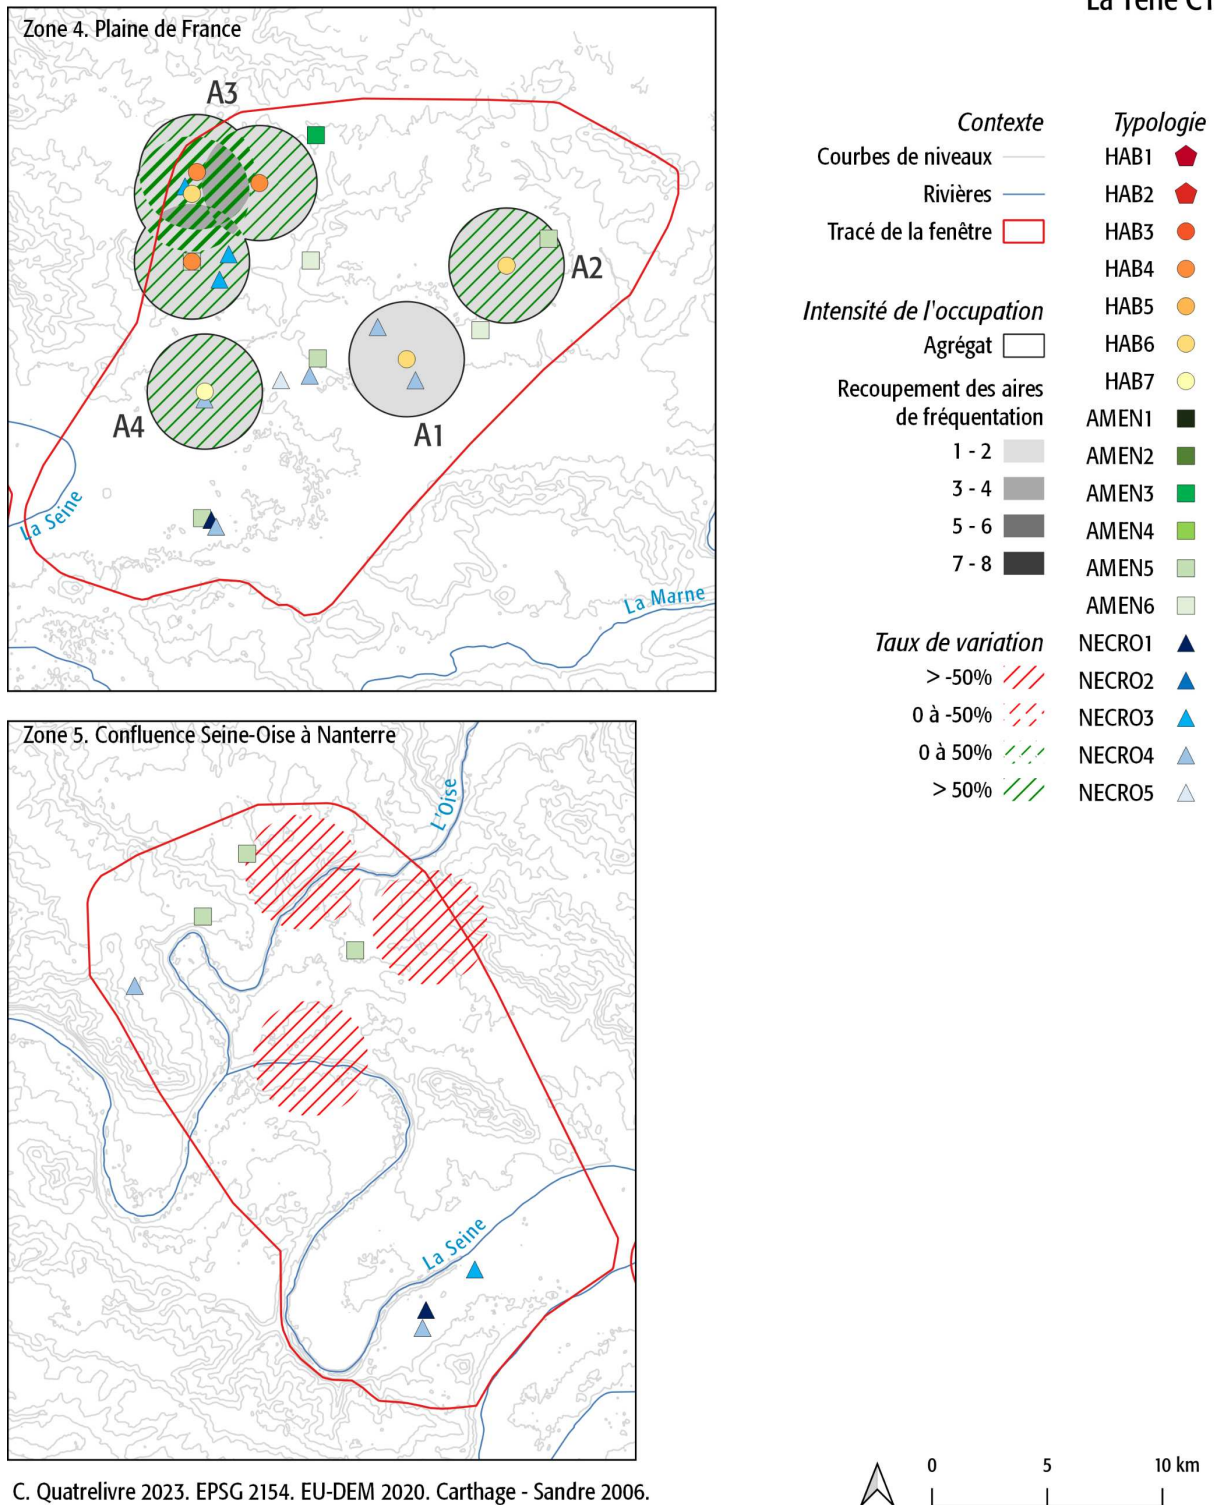 La Tène C1
Zone 4. Plaine de France
A3
A2
A1
A4
La Seine
La Marne
Contexte
Courbes de niveaux
Rivières
Tracé de la fenêtre
Intensité de l'occupation
Agrégat
Recoupement des aires
de fréquentation
1 - 2
3 - 4
5 - 6
7 - 8
Taux de variation
> -50%
0 à -50%
0 à 50%
> 50%
Typologie
HAB1
HAB2
HAB3
HAB4
HAB5
HAB6
HAB7
AMEN1
AMEN2
AMEN3
AMEN4
AMEN5
AMEN6
NECRO1
NECRO2
NECRO3
NECRO4
NECRO5
Zone 5. Confluence Seine-Oise à Nanterre
L'Oise
La Seine
C. Quatrelivre 2023. EPSG 2154. EU-DEM 2020. Carthage - Sandre 2006.
0 5 10 km